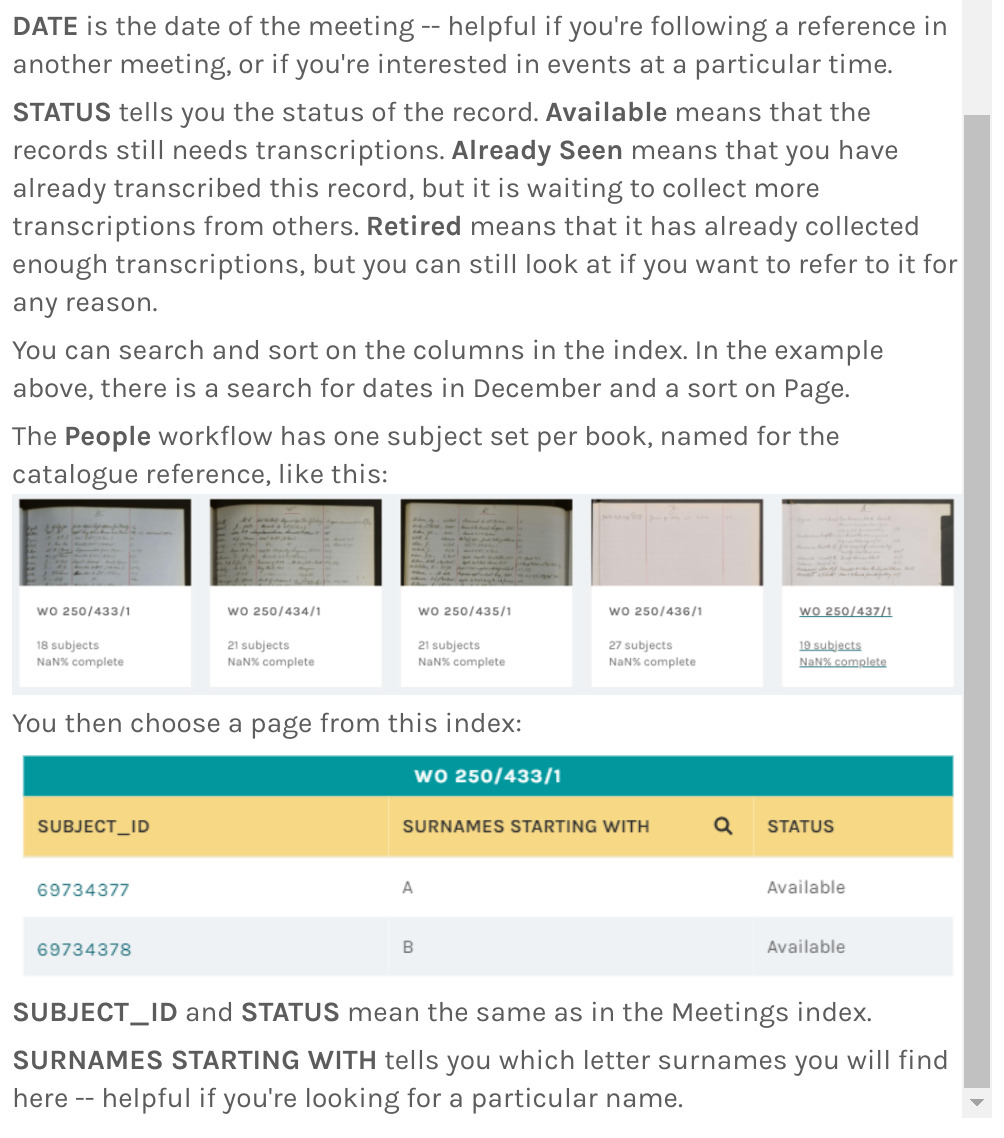 DATE is the date of the meeting -- helpful if you're following a reference in
another meeting, or if you're interested in events at a particular time.
STATUS tells you the status of the record. Available means that the
records still needs transcriptions. Already Seen means that you have
already transcribed this record, but it is waiting to collect more
transcriptions from others. Retired means that it has already collected
enough transcriptions, but you can still look at if you want to refer to it for
any reason.
You can search and sort on the columns in the index. In the example
above, there is a search for dates in December and a sort on Page.
The People workflow has one subject set per book, named for the
catalogue reference, like this:
WO 250/433/1 WO 250/434/1 WO 250/435/1 WO 250/436/1 WO 250/437/1
18 subjects 21 subjects 21 subjects 27 subjects 19 subjects
NaN% complete NaN% complete NaN% complete NaN% complete NaN% complete
You then choose a page from this index:
WO 250/433/1
SUBJECT_ID SURNAMES STARTING WITH STATUS
69734377 A Available
69734378 B Available
SUBJECT_ID and STATUS mean the same as in the Meetings index.
SURNAMES STARTING WITH tells you which letter surnames you will find
here -- helpful if you're looking for a particular name.